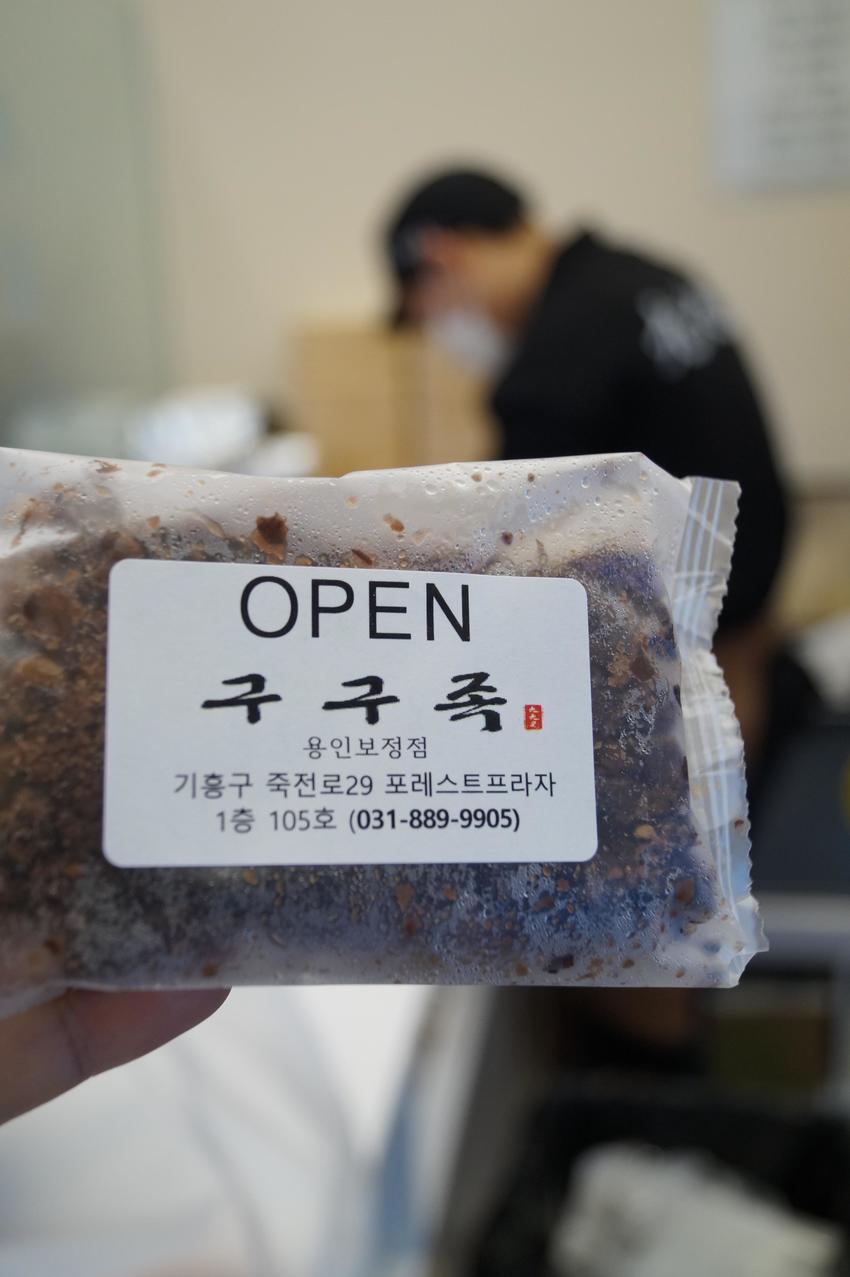 OPEN
구구족
용인보정점
기흥구 죽전로29 포레스트프라자
1층 105호 (031-889-9905)